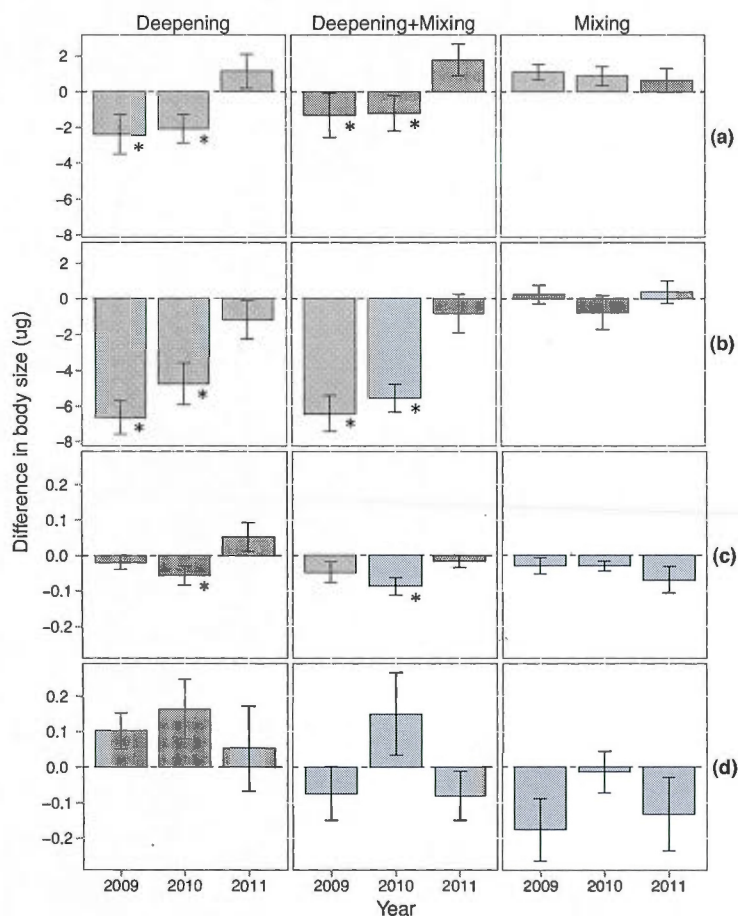 Deepening Deepening+Mixing Mixing
2
0
−2
−4
−6
−8
* * * *
(a)
2
0
−2
−4
−6
−8
* * * *
(b)
0.2
0.1
0.0
−0.1
−0.2
* *
(c)
0.2
0.1
0.0
−0.1
−0.2
(d)
Difference in body size (ug)
2009 2010 2011 2009 2010 2011 2009 2010 2011
Year